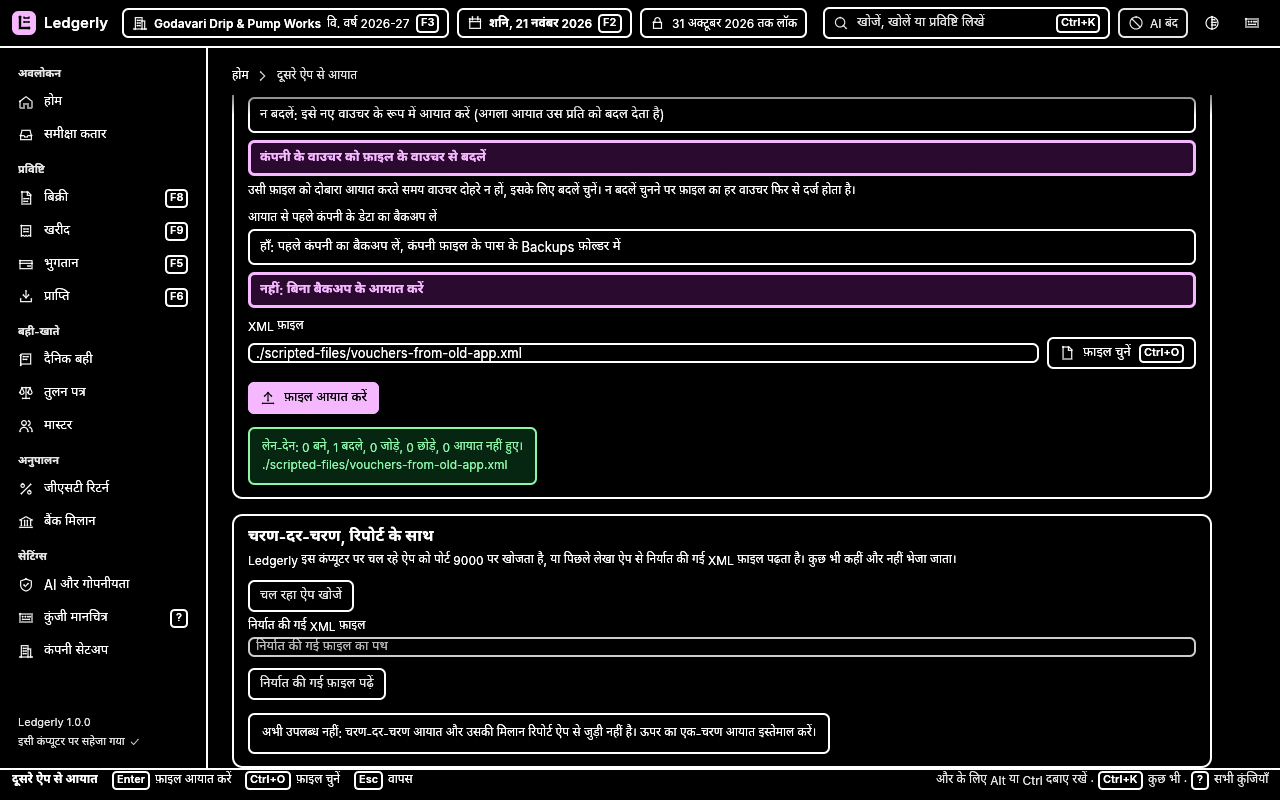 Ledgerly
Godavari Drip & Pump Works वि. वर्ष 2026-27 F3
शनि, 21 नवंबर 2026 F2
31 अक्टूबर 2026 तक लॉक
खोजें, खोलें या प्रविष्टि लिखें Ctrl+K
AI बंद
अवलोकन
होम
समीक्षा कतार
प्रविष्टि
बिक्री F8
खरीद F9
भुगतान F5
प्राप्ति F6
बही-खाते
दैनिक बही
तुलन पत्र
मास्टर
अनुपालन
जीएसटी रिटर्न
बैंक मिलान
सेटिंग्स
AI और गोपनीयता
कुंजी मानचित्र ?
कंपनी सेटअप
Ledgerly 1.0.0
इसी कंप्यूटर पर सहेजा गया
होम > दूसरे ऐप से आयात
न बदलें: इसे नए वाउचर के रूप में आयात करें (अगला आयात उस प्रति को बदल देता है)
कंपनी के वाउचर को फ़ाइल के वाउचर से बदलें
उसी फ़ाइल को दोबारा आयात करते समय वाउचर दोहरे न हों, इसके लिए बदलें चुनें। न बदलें चुनने पर फ़ाइल का हर वाउचर फिर से दर्ज होता है।
आयात से पहले कंपनी के डेटा का बैकअप लें
हाँ: पहले कंपनी का बैकअप लें, कंपनी फ़ाइल के पास के Backups फ़ोल्डर में
नहीं: बिना बैकअप के आयात करें
XML फ़ाइल
./scripted-files/vouchers-from-old-app.xml
फ़ाइल चुनें Ctrl+O
फ़ाइल आयात करें
लेन-देन: 0 बने, 1 बदले, 0 जोड़े, 0 छोड़े, 0 आयात नहीं हुए।
./scripted-files/vouchers-from-old-app.xml
चरण-दर-चरण, रिपोर्ट के साथ
Ledgerly इस कंप्यूटर पर चल रहे ऐप को पोर्ट 9000 पर खोजता है, या पिछले लेखा ऐप से निर्यात की गई XML फ़ाइल पढ़ता है। कुछ भी कहीं और नहीं भेजा जाता।
चल रहा ऐप खोजें
निर्यात की गई XML फ़ाइल
निर्यात की गई फ़ाइल का पथ
निर्यात की गई फ़ाइल पढ़ें
अभी उपलब्ध नहीं: चरण-दर-चरण आयात और उसकी मिलान रिपोर्ट ऐप से जुड़ी नहीं है। ऊपर का एक-चरण आयात इस्तेमाल करें।
दूसरे ऐप से आयात Enter फ़ाइल आयात करें Ctrl+O फ़ाइल चुनें Esc वापस
और के लिए Alt या Ctrl दबाए रखें · Ctrl+K कुछ भी · ? सभी कुंजियाँ